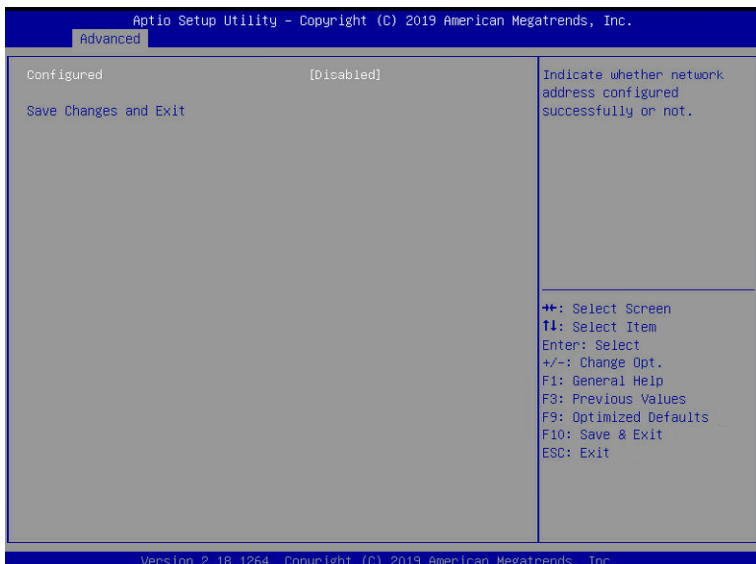 Aptio Setup Utility – Copyright (C) 2019 American Megatrends, Inc.
Advanced
Configured [Disabled]
Save Changes and Exit
Indicate whether network
address configured
successfully or not.
→←: Select Screen
↑↓: Select Item
Enter: Select
+/-: Change Opt.
F1: General Help
F3: Previous Values
F9: Optimized Defaults
F10: Save & Exit
ESC: Exit
Version 2.18.1264. Copyright (C) 2019 American Megatrends, Inc.